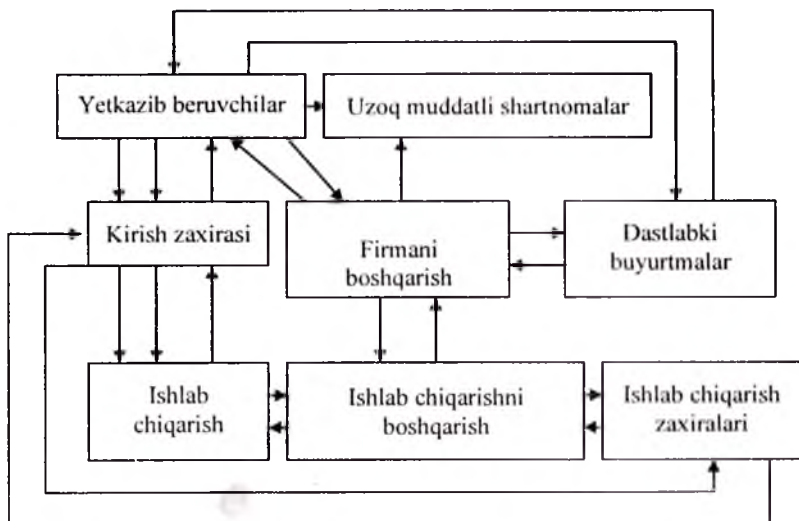 Yetkazib beruvchilar
Uzoq muddatli shartnomalar
Kirish zaxirasi
Firmani
boshqarish
Dastlabki
buyurtmalar
Ishlab
chiqarish
Ishlab chiqarishni
boshqarish
Ishlab chiqarish
zaxiralari